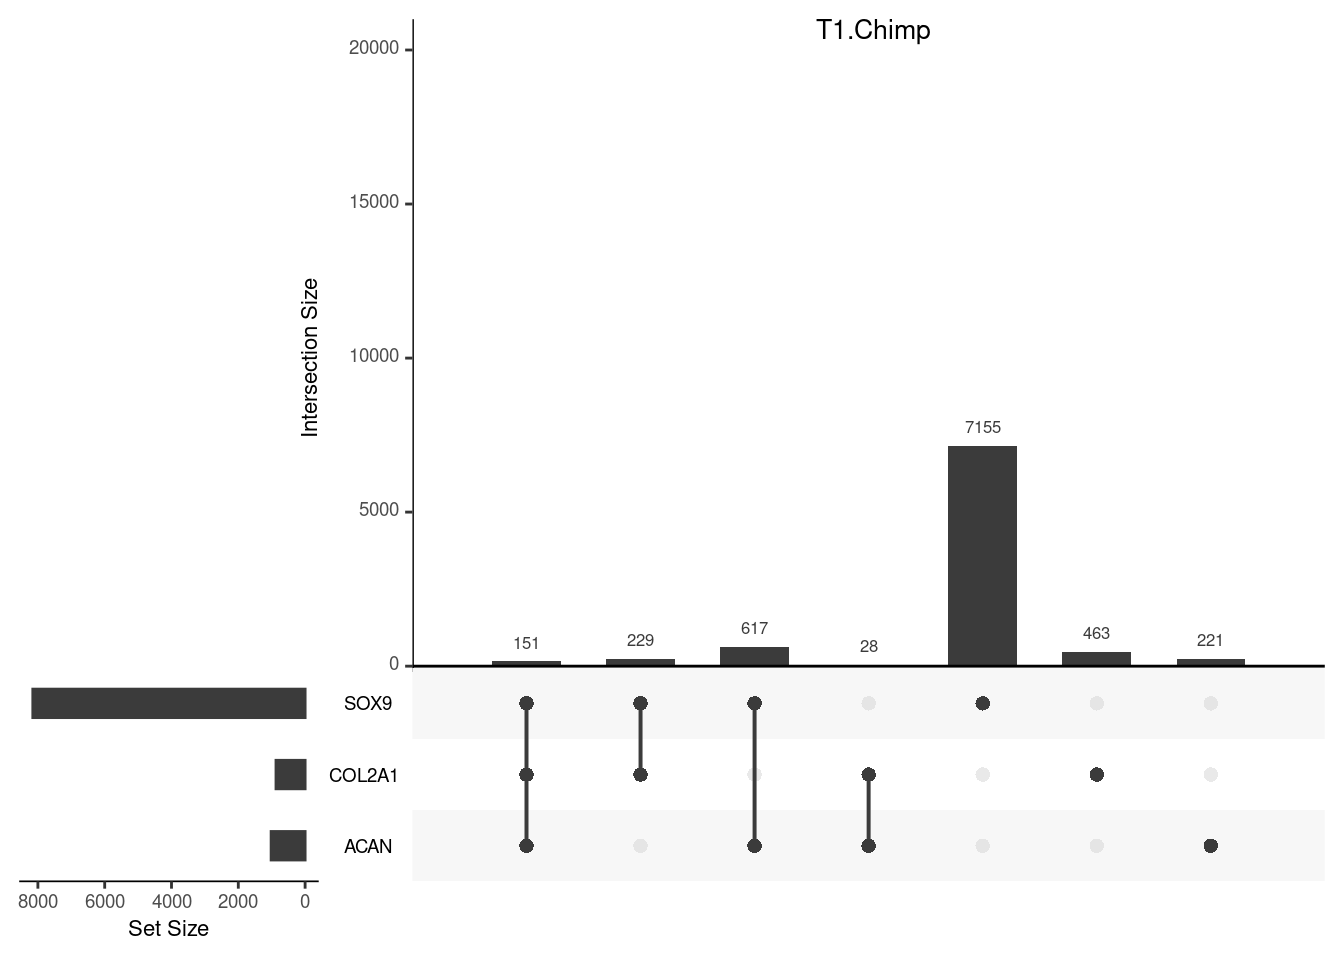 T1.Chimp
20000
15000
10000
5000
0
Intersection Size
151 229 617 28 7155 463 221
SOX9
COL2A1
ACAN
8000 6000 4000 2000 0
Set Size